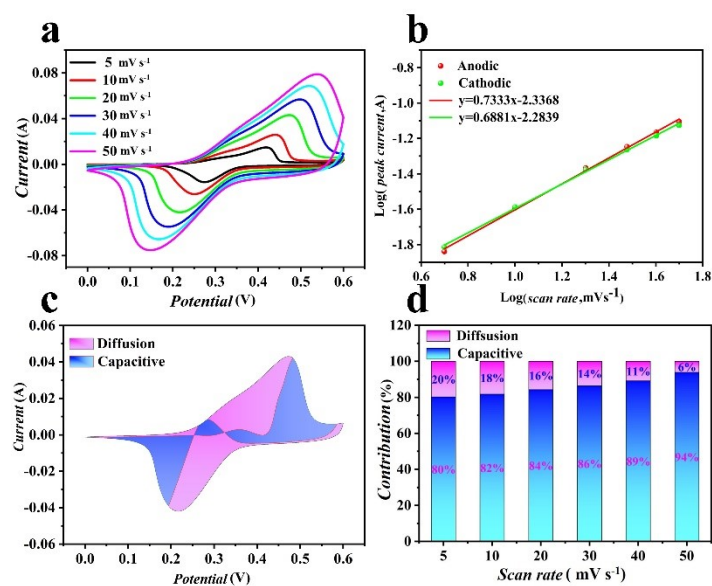 a
0.08
0.04
0.00
-0.04
-0.08
Current (A)
5 mV s-1
10 mV s-1
20 mV s-1
30 mV s-1
40 mV s-1
50 mV s-1
0.0 0.1 0.2 0.3 0.4 0.5 0.6
Potential (V)
b
-0.8
-1.0
-1.2
-1.4
-1.6
-1.8
Log( peak current,A)
Anodic
Cathodic
y=0.7333x-2.3368
y=0.6881x-2.2839
0.6 0.8 1.0 1.2 1.4 1.6 1.8
Log(scan rate,mVs-1)
c
0.06
0.04
0.02
0.00
-0.02
-0.04
-0.06
Current (A)
Diffusion
Capacitive
0.0 0.1 0.2 0.3 0.4 0.5 0.6
Potential (V)
d
120
100
80
60
40
20
0
Contribution(%)
Diffsusion
Capacitive
20% 18% 16% 14% 11% 6%
80% 82% 84% 86% 89% 94%
5 10 20 30 40 50
Scan rate ( mV s-1)